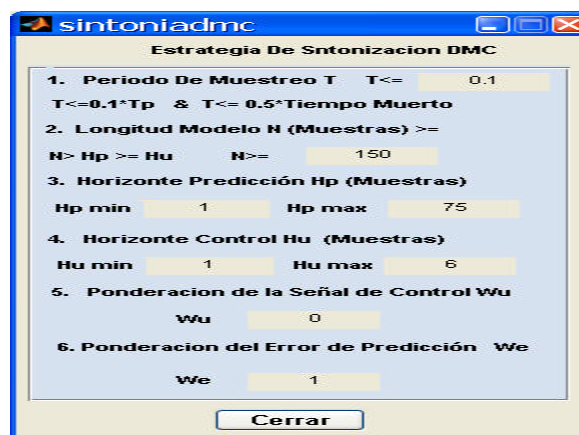 sintoniadmc
Estrategia De Sntonizacion DMC
1. Periodo De Muestreo T T<= 0.1
T<=0.1*Tp & T<= 0.5*Tiempo Muerto
2. Longitud Modelo N (Muestras) >=
N> Hp >= Hu N>= 150
3. Horizonte Predicción Hp (Muestras)
Hp min 1 Hp max 75
4. Horizonte Control Hu (Muestras)
Hu min 1 Hu max 6
5. Ponderacion de la Señal de Control Wu
Wu 0
6. Ponderacion del Error de Predicción We
We 1
Cerrar